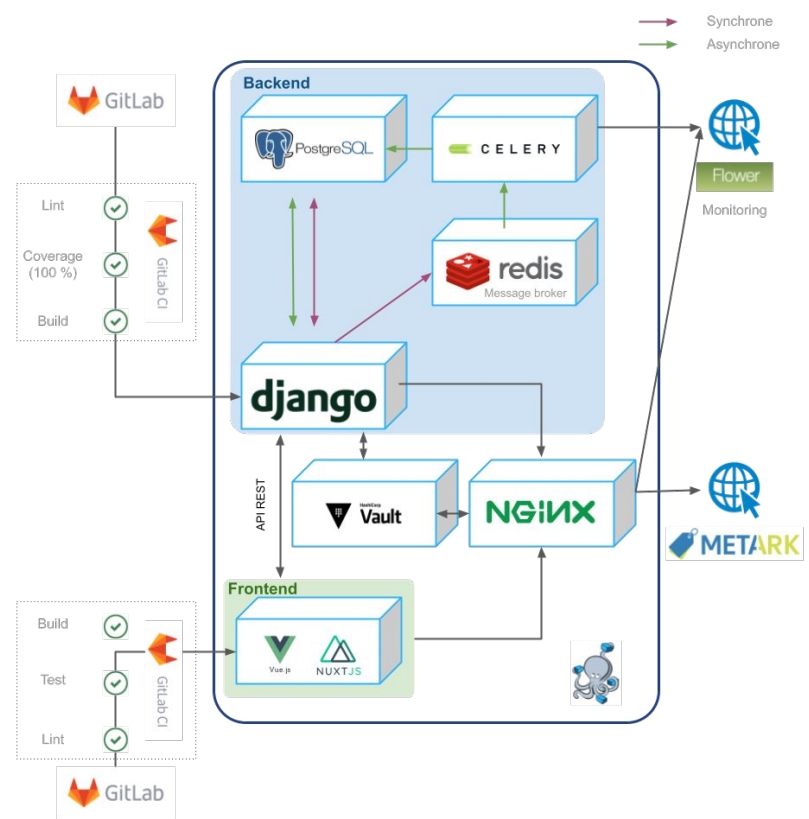 Synchrone
Asynchrone
GitLab
Backend
PostgreSQL
CELERY
Flower
Monitoring
Lint
Coverage
(100 %)
Build
GitLab CI
redis
Message broker
django
API REST
HashiCorp
Vault
NGiNX
METARK
Frontend
Vue.js
NUXTJS
Build
Test
Lint
GitLab CI
GitLab